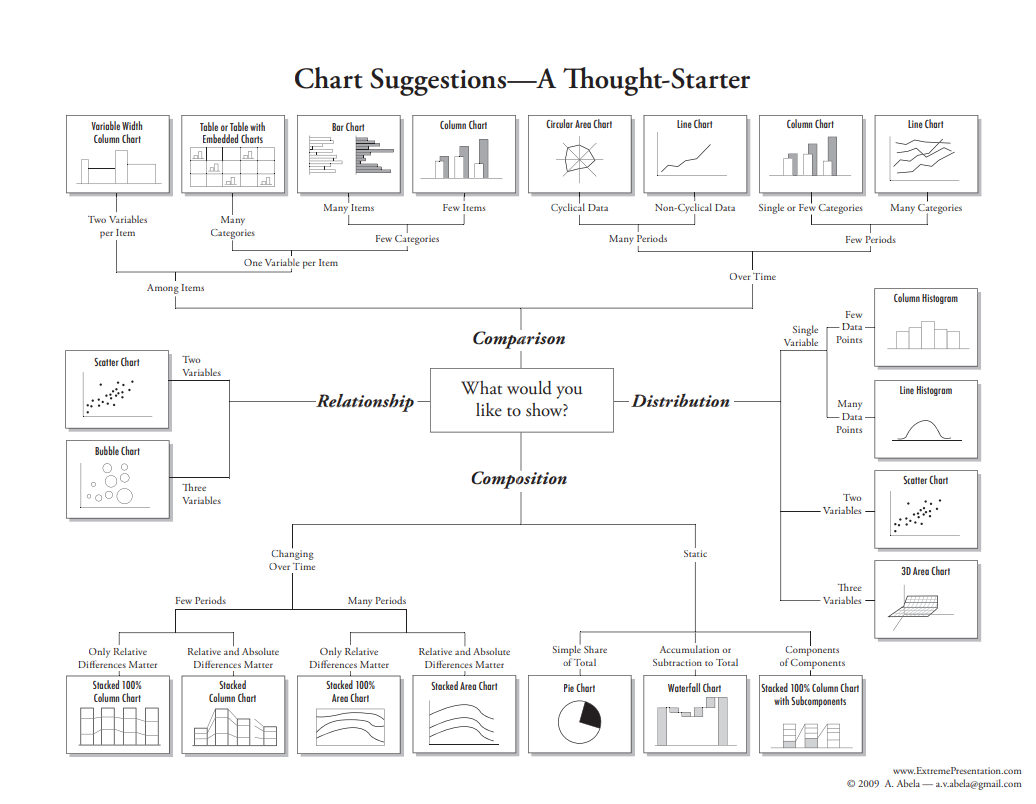 Chart Suggestions—A Thought-Starter
Variable Width
Column Chart
Table or Table with
Embedded Charts
Bar Chart
Column Chart
Circular Area Chart
Line Chart
Column Chart
Line Chart
Two Variables
per Item
Many
Categories
Many Items
Few Items
Cyclical Data
Non-Cyclical Data
Single or Few Categories
Many Categories
Few Categories
Many Periods
Few Periods
One Variable per Item
Over Time
Among Items
Comparison
Scatter Chart
Two
Variables
Bubble Chart
Three
Variables
Relationship
What would you
like to show?
Distribution
Single
Variable
Few
Data
Points
Column Histogram
Many
Data
Points
Line Histogram
Two
Variables
Scatter Chart
Three
Variables
3D Area Chart
Composition
Changing
Over Time
Static
Few Periods
Many Periods
Only Relative
Differences Matter
Relative and Absolute
Differences Matter
Only Relative
Differences Matter
Relative and Absolute
Differences Matter
Simple Share
of Total
Accumulation or
Subtraction to Total
Components
of Components
Stacked 100%
Column Chart
Stacked
Column Chart
Stacked 100%
Area Chart
Stacked Area Chart
Pie Chart
Waterfall Chart
Stacked 100% Column Chart
with Subcomponents
www.ExtremePresentation.com
© 2009 A. Abela — a.v.abela@gmail.com